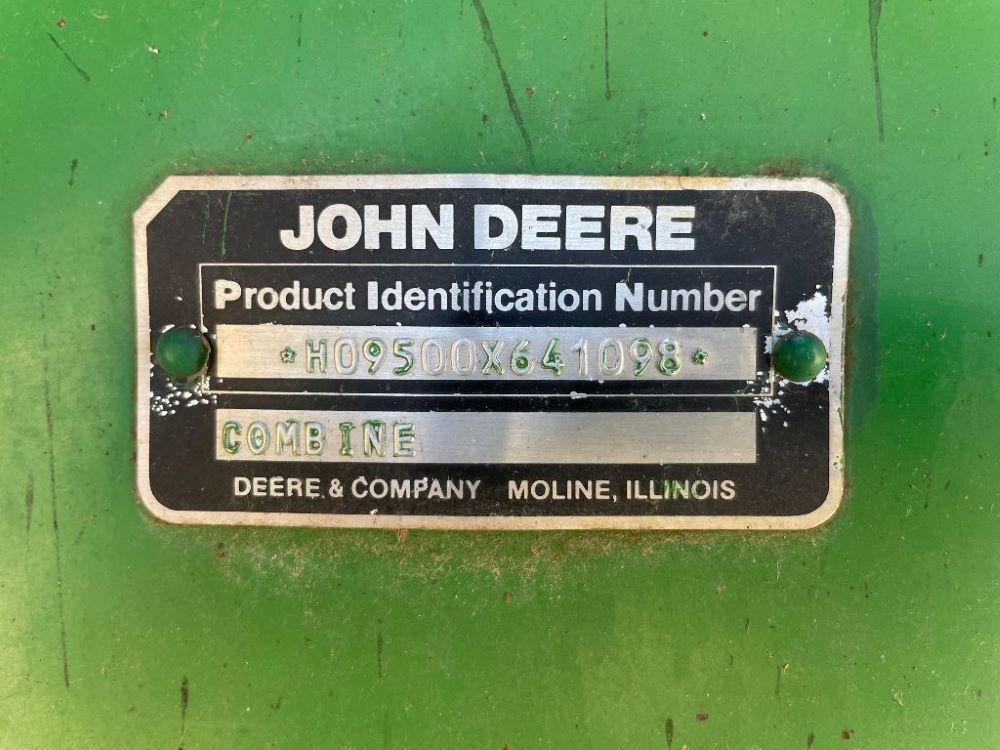 JOHN DEERE
Product Identification Number
*H09500X641098*
COMBINE
DEERE & COMPANY MOLINE, ILLINOIS